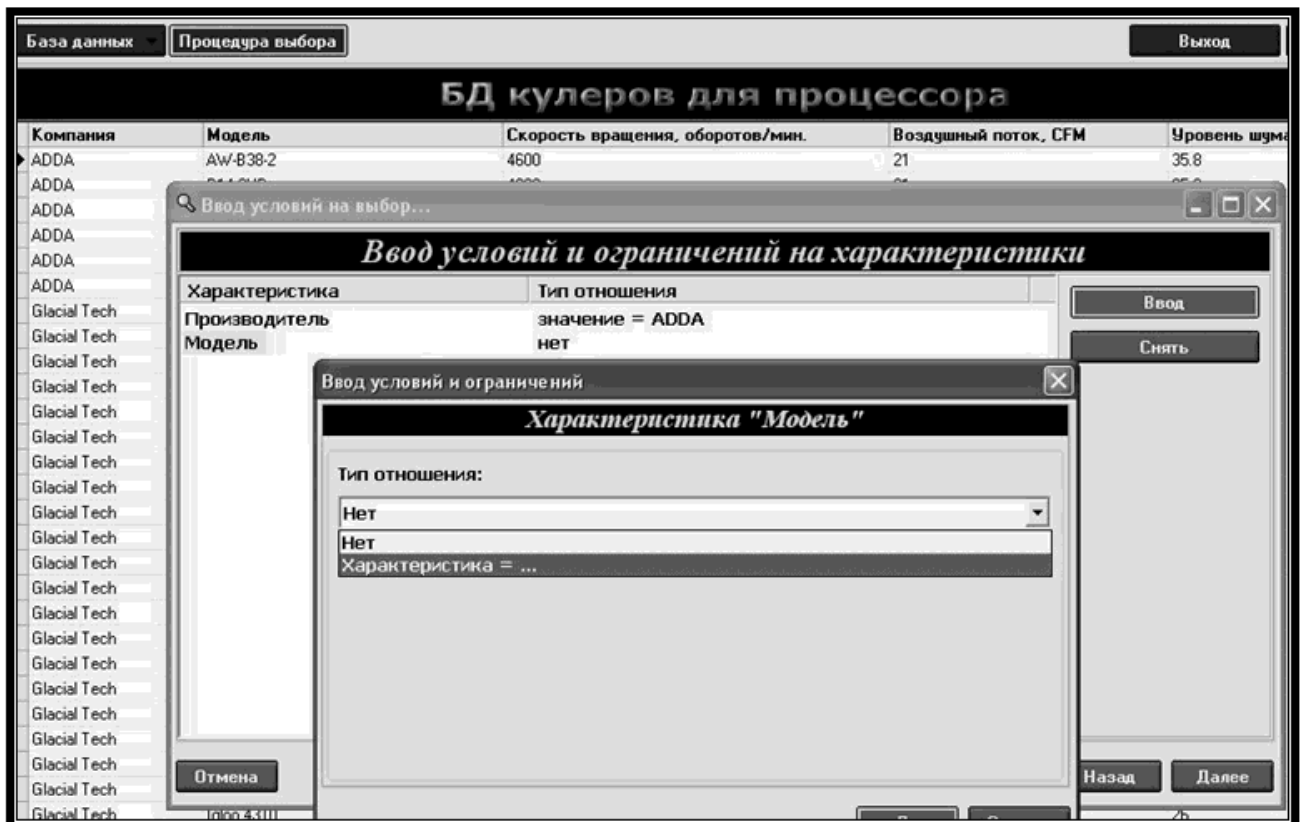 База данных Процедура выбора Выход
БД кулеров для процессора
Компания Модель Скорость вращения, оборотов/мин. Воздушный поток, CFM Уровень шума
ADDA AW-B38-2 4600 21 35.8
ADDA
ADDA Ввод условий на выбор...
ADDA Ввод условий и ограничений на характеристики
ADDA
ADDA Характеристика Тип отношения Ввод
Glacial Tech Производитель значение = ADDA
Glacial Tech Модель нет Снять
Glacial Tech
Glacial Tech Ввод условий и ограничений
Glacial Tech Характеристика "Модель"
Glacial Tech
Glacial Tech Тип отношения:
Glacial Tech
Glacial Tech Нет
Glacial Tech Нет
Glacial Tech Характеристика = ...
Glacial Tech
Glacial Tech
Glacial Tech
Glacial Tech
Glacial Tech
Glacial Tech
Glacial Tech
Glacial Tech Отмена Назад Далее
Glacial Tech
Glacial Tech